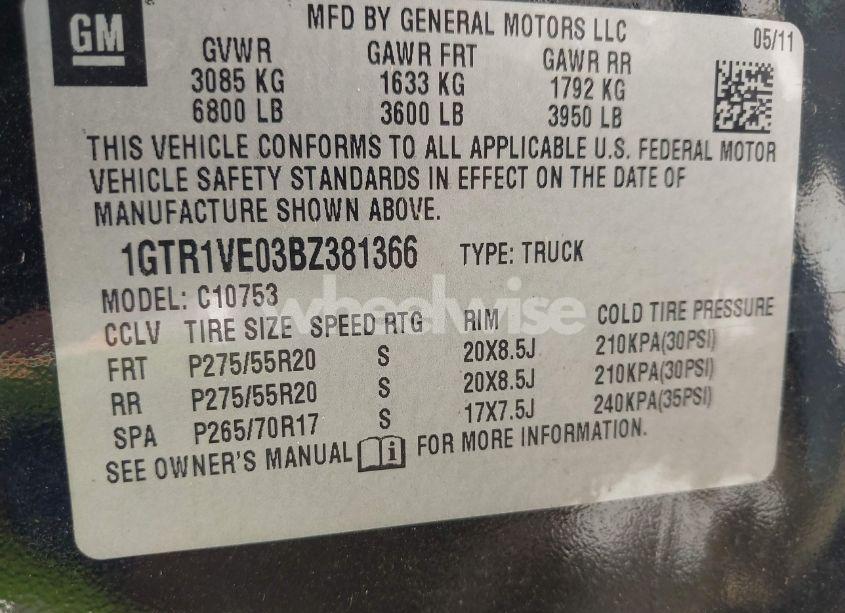 GM
MFD BY GENERAL MOTORS LLC
05/11
GVWR GAWR FRT GAWR RR
3085 KG 1633 KG 1792 KG
6800 LB 3600 LB 3950 LB
THIS VEHICLE CONFORMS TO ALL APPLICABLE U.S. FEDERAL MOTOR
VEHICLE SAFETY STANDARDS IN EFFECT ON THE DATE OF
MANUFACTURE SHOWN ABOVE.
1GTR1VE03BZ381366 TYPE: TRUCK
MODEL: C10753
wheelwise
CCLV TIRE SIZE SPEED RTG RIM COLD TIRE PRESSURE
FRT P275/55R20 S 20X8.5J 210KPA(30PSI)
RR P275/55R20 S 20X8.5J 210KPA(30PSI)
SPA P265/70R17 S 17X7.5J 240KPA(35PSI)
SEE OWNER'S MANUAL i FOR MORE INFORMATION.